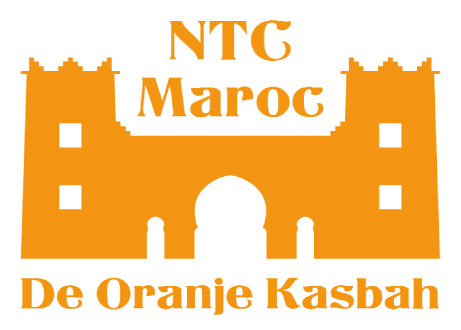 NTC
Maroc
De Oranje Kasbah